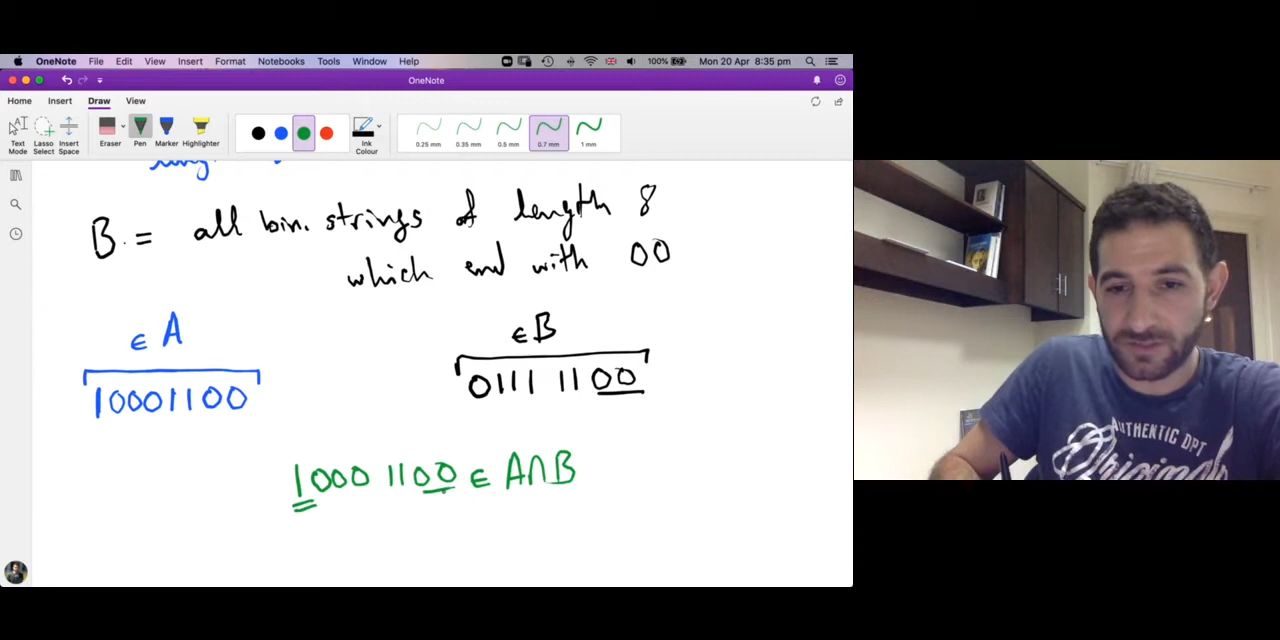 OneNote File Edit View Insert Format Notebooks Tools Window Help 100% Mon 20 Apr 8:35 pm
OneNote
Home Insert Draw View
Text Mode Lasso Select Insert Space Eraser Pen Marker Highlighter Ink Colour 0.25 mm 0.35 mm 0.5 mm 0.7 mm 1 mm
B = all bin. strings of length 8
which end with 00
∈ A
∈ B
10001100
0111 1100
1000 1100 ∈ A∩B
AUTHENTIC DPT
Originals